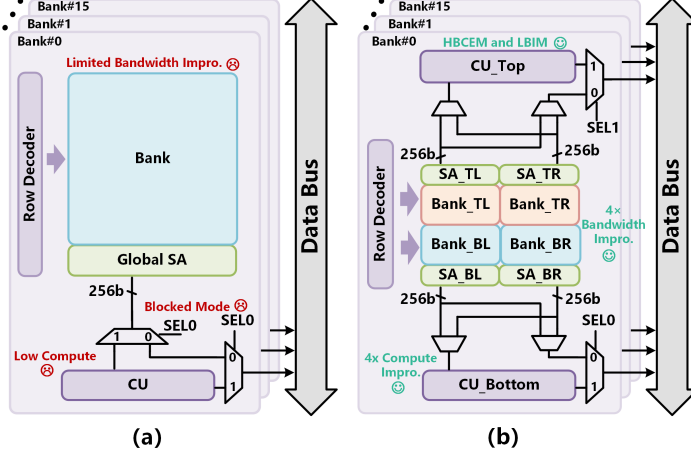 Bank#15
Bank#1
Bank#0
Limited Bandwidth Impro.
Row Decoder
Bank
Global SA
256b
Blocked Mode
SEL0
1 0
SEL0
Low Compute
0
CU
1
Data Bus
(a)
Bank#15
Bank#1
Bank#0
HBCEM and LBIM
CU_Top
1
0
SEL1
256b
256b
SA_TL
SA_TR
Row Decoder
Bank_TL
Bank_TR
4×
Bandwidth
Impro.
Bank_BL
Bank_BR
SA_BL
SA_BR
256b
256b
SEL0
4x Compute
Impro.
0
CU_Bottom
1
Data Bus
(b)